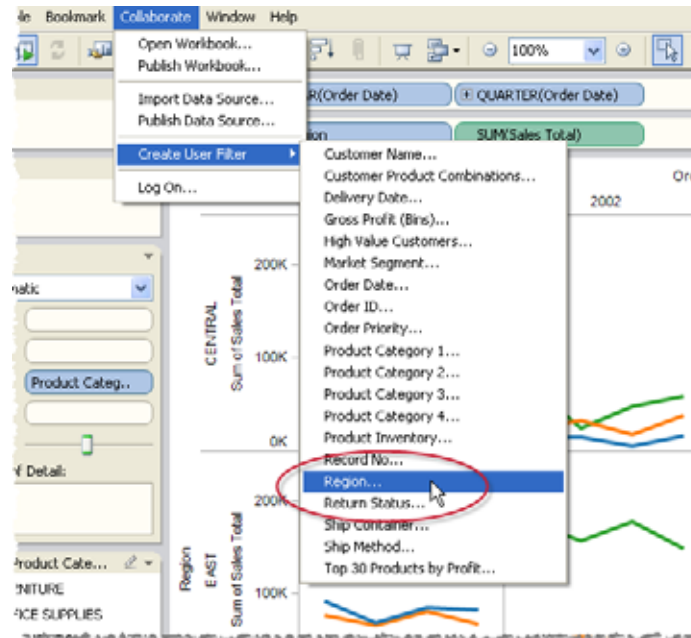 Bookmark Collaborate Window Help
Open Workbook...
Publish Workbook...
Import Data Source...
Publish Data Source...
Create User Filter
Log On...
100%
R(Order Date) QUARTER(Order Date)
ion SUM(Sales Total)
Customer Name...
Customer Product Combinations...
Delivery Date...
Gross Profit (Bins)...
High Value Customers...
Market Segment...
Order Date...
Order ID...
Order Priority...
Product Category 1...
Product Category 2...
Product Category 3...
Product Category 4...
Product Inventory...
Record No...
Region...
Return Status...
Ship Container...
Ship Method...
Top 30 Products by Profit...
Or
2002
matic
Product Categ..
of Detail:
Product Cate...
NITURE
ICE SUPPLIES
CENTRAL
Sum of Sales Total
200K
100K
0K
Region
EAST
Sum of Sales Total
200K
100K